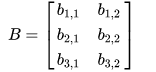 B = [ b1,1 b1,2
b2,1 b2,2
b3,1 b3,2 ]